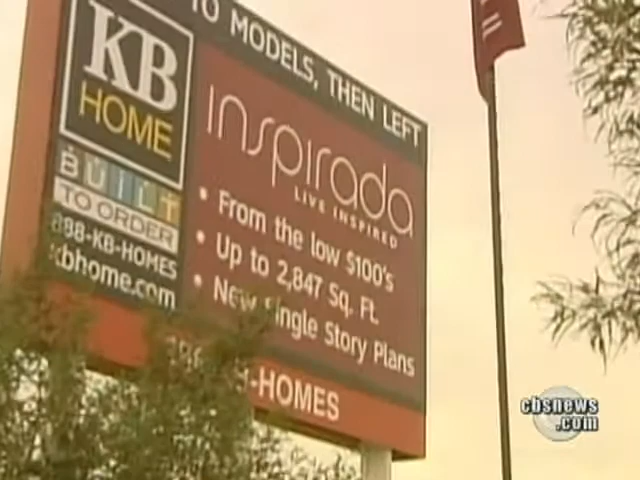 TO MODELS, THEN LEFT
KB
HOME
BUILT
TO ORDER
888-KB-HOMES
kbhome.com
inspirada
LIVE INSPIRED
• From the low $100's
• Up to 2,847 Sq. Ft.
• New Single Story Plans
-HOMES
cbsnews
.com